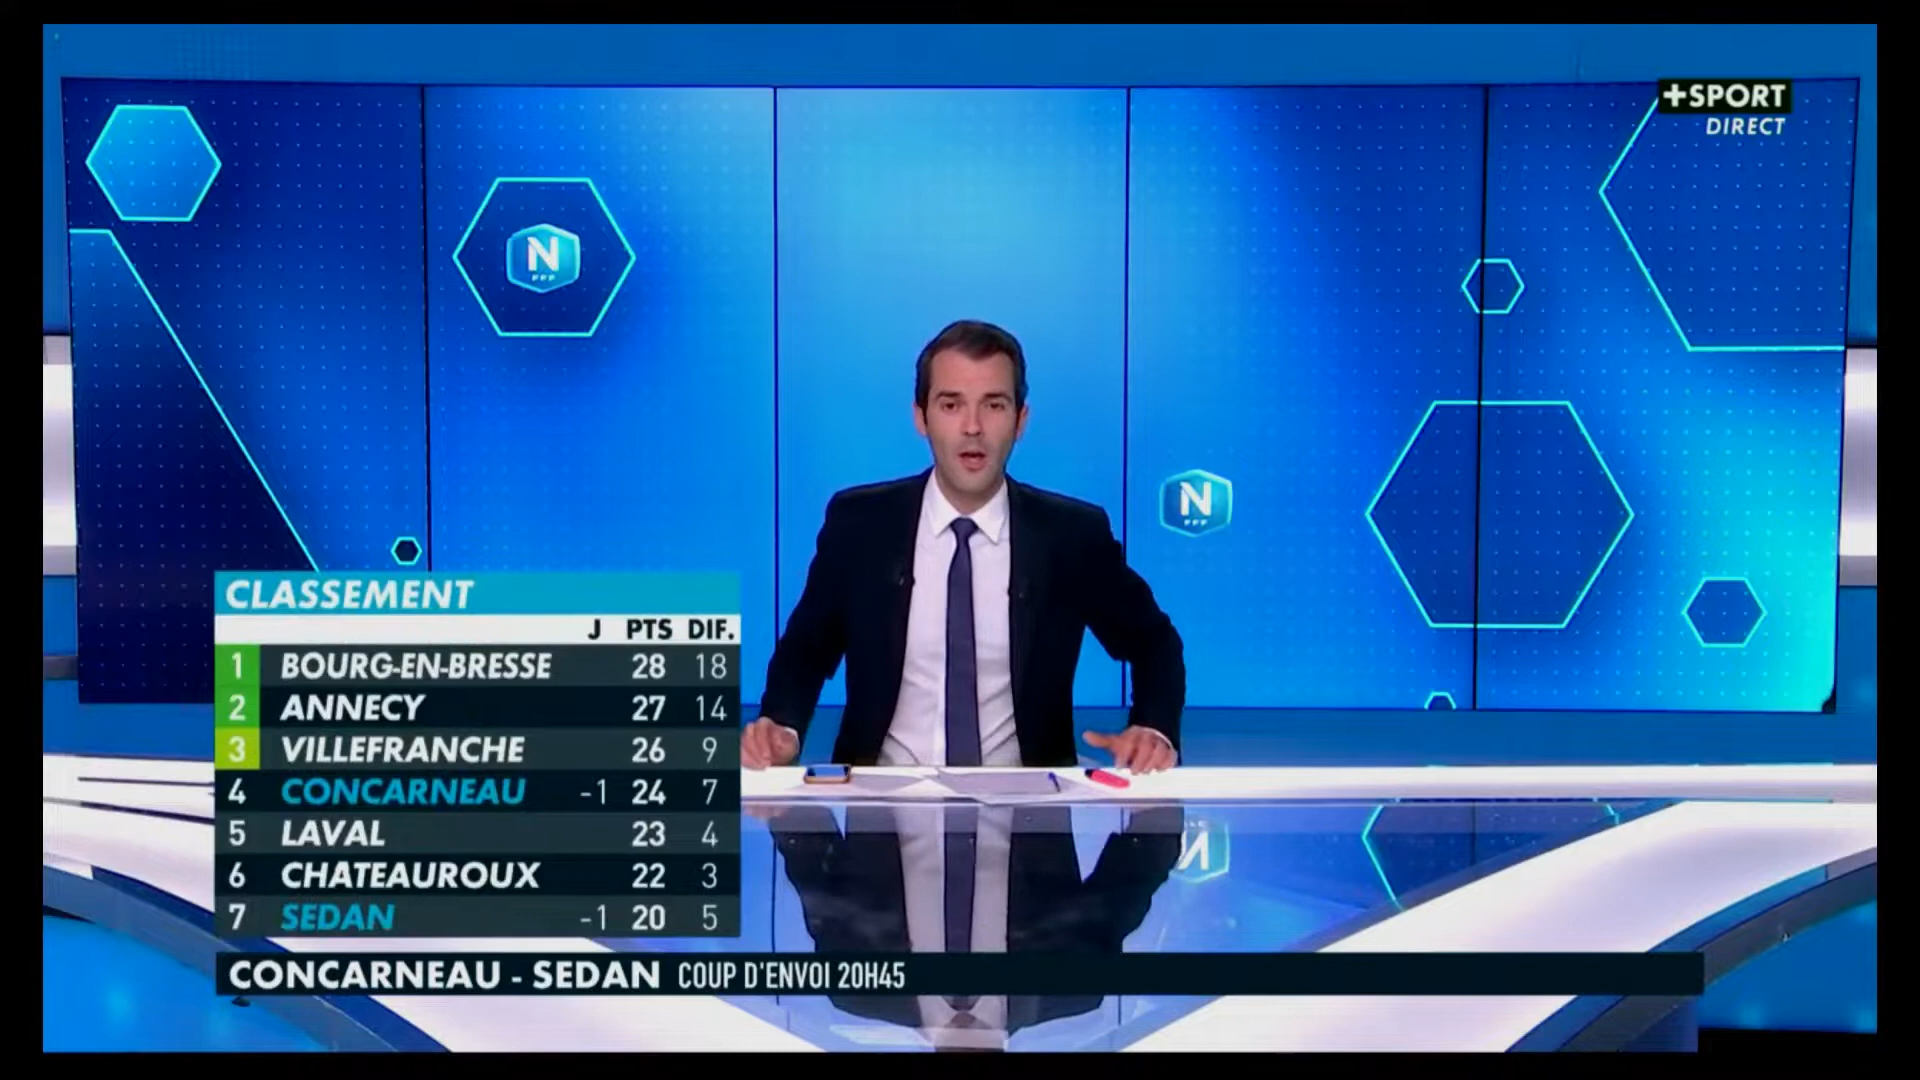 +SPORT
DIRECT
N
FFF
N
FFF
CLASSEMENT
J PTS DIF.
1 BOURG-EN-BRESSE 28 18
2 ANNECY 27 14
3 VILLEFRANCHE 26 9
4 CONCARNEAU -1 24 7
5 LAVAL 23 4
6 CHATEAUROUX 22 3
7 SEDAN -1 20 5
CONCARNEAU - SEDAN COUP D'ENVOI 20H45